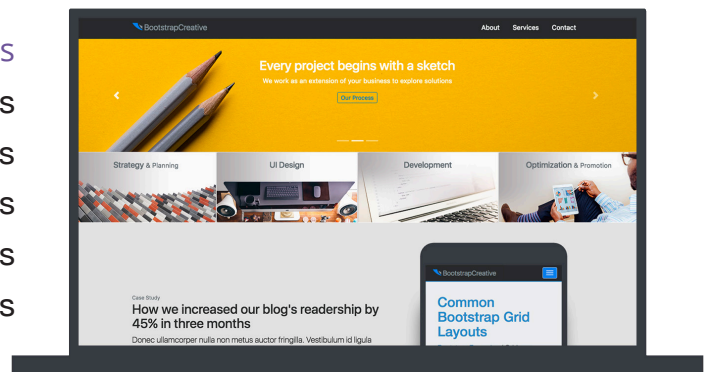 s
s
s
s
s
s
BootstrapCreative
About Services Contact
Every project begins with a sketch
We work as an extension of your business to explore solutions
Our Process
Strategy & Planning
UI Design
Development
Optimization & Promotion
Case Study
How we increased our blog's readership by
45% in three months
Donec ullamcorper nulla non metus auctor fringilla. Vestibulum id ligula
BootstrapCreative
Common
Bootstrap Grid
Layouts